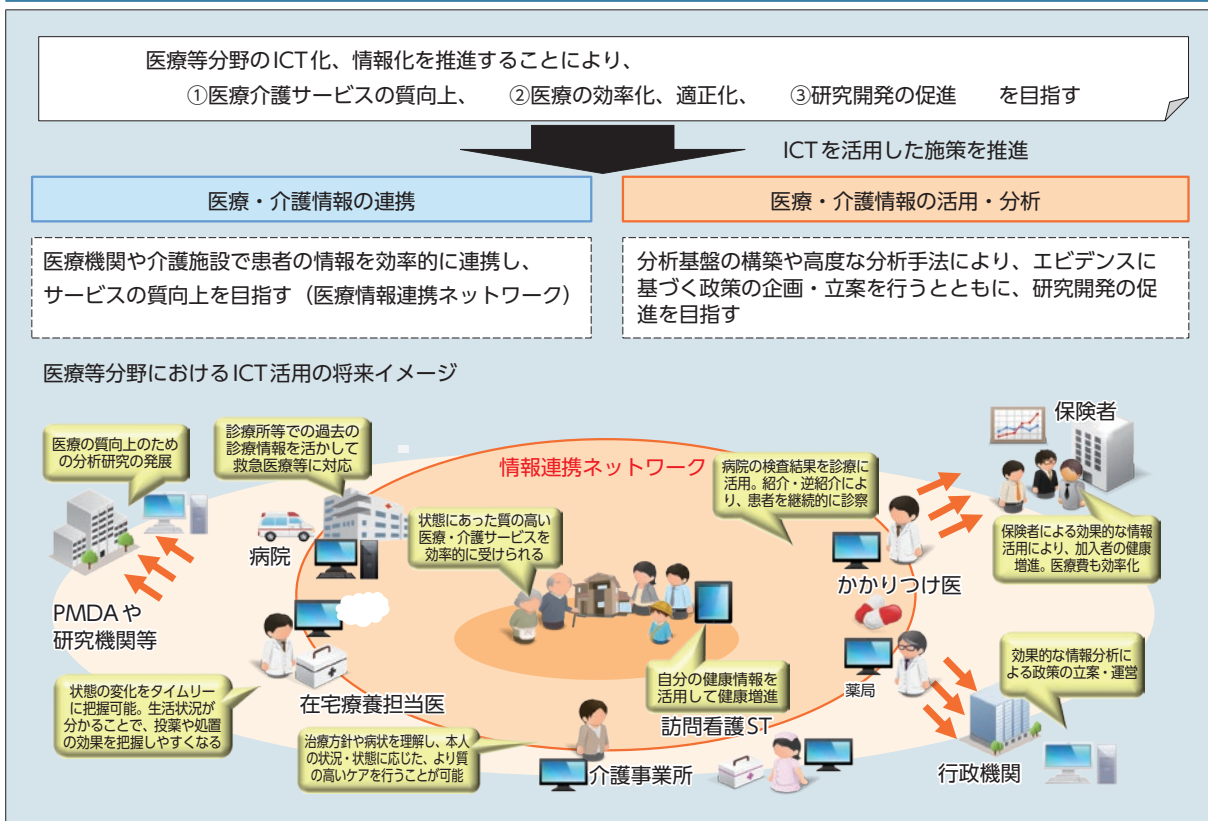 医療等分野のICT化、情報化を推進することにより、
①医療介護サービスの質向上、 ②医療の効率化、適正化、 ③研究開発の促進 を目指す
ICTを活用した施策を推進
医療・介護情報の連携
医療機関や介護施設で患者の情報を効率的に連携し、
サービスの質向上を目指す（医療情報連携ネットワーク）
医療・介護情報の活用・分析
分析基盤の構築や高度な分析手法により、エビデンスに
基づく政策の企画・立案を行うとともに、研究開発の促
進を目指す
医療等分野におけるICT活用の将来イメージ
医療の質向上のため
の分析研究の発展
PMDAや
研究機関等
診療所等での過去の
診療情報を活かして
救急医療等に対応
病院
情報連携ネットワーク
状態にあった質の高い
医療・介護サービスを
効率的に受けられる
病院の検査結果を診療に
活用。紹介・逆紹介によ
り、患者を継続的に診察
かかりつけ医
保険者
保険者による効果的な情報
活用により、加入者の健康
増進。医療費も効率化
状態の変化をタイムリー
に把握可能。生活状況が
分かることで、投薬や処置
の効果を把握しやすくなる
在宅療養担当医
治療方針や病状を理解し、本人
の状況・状態に応じた、より質
の高いケアを行うことが可能
介護事業所
自分の健康情報を
活用して健康増進
訪問看護ST
薬局
効果的な情報分析に
よる政策の立案・運営
行政機関